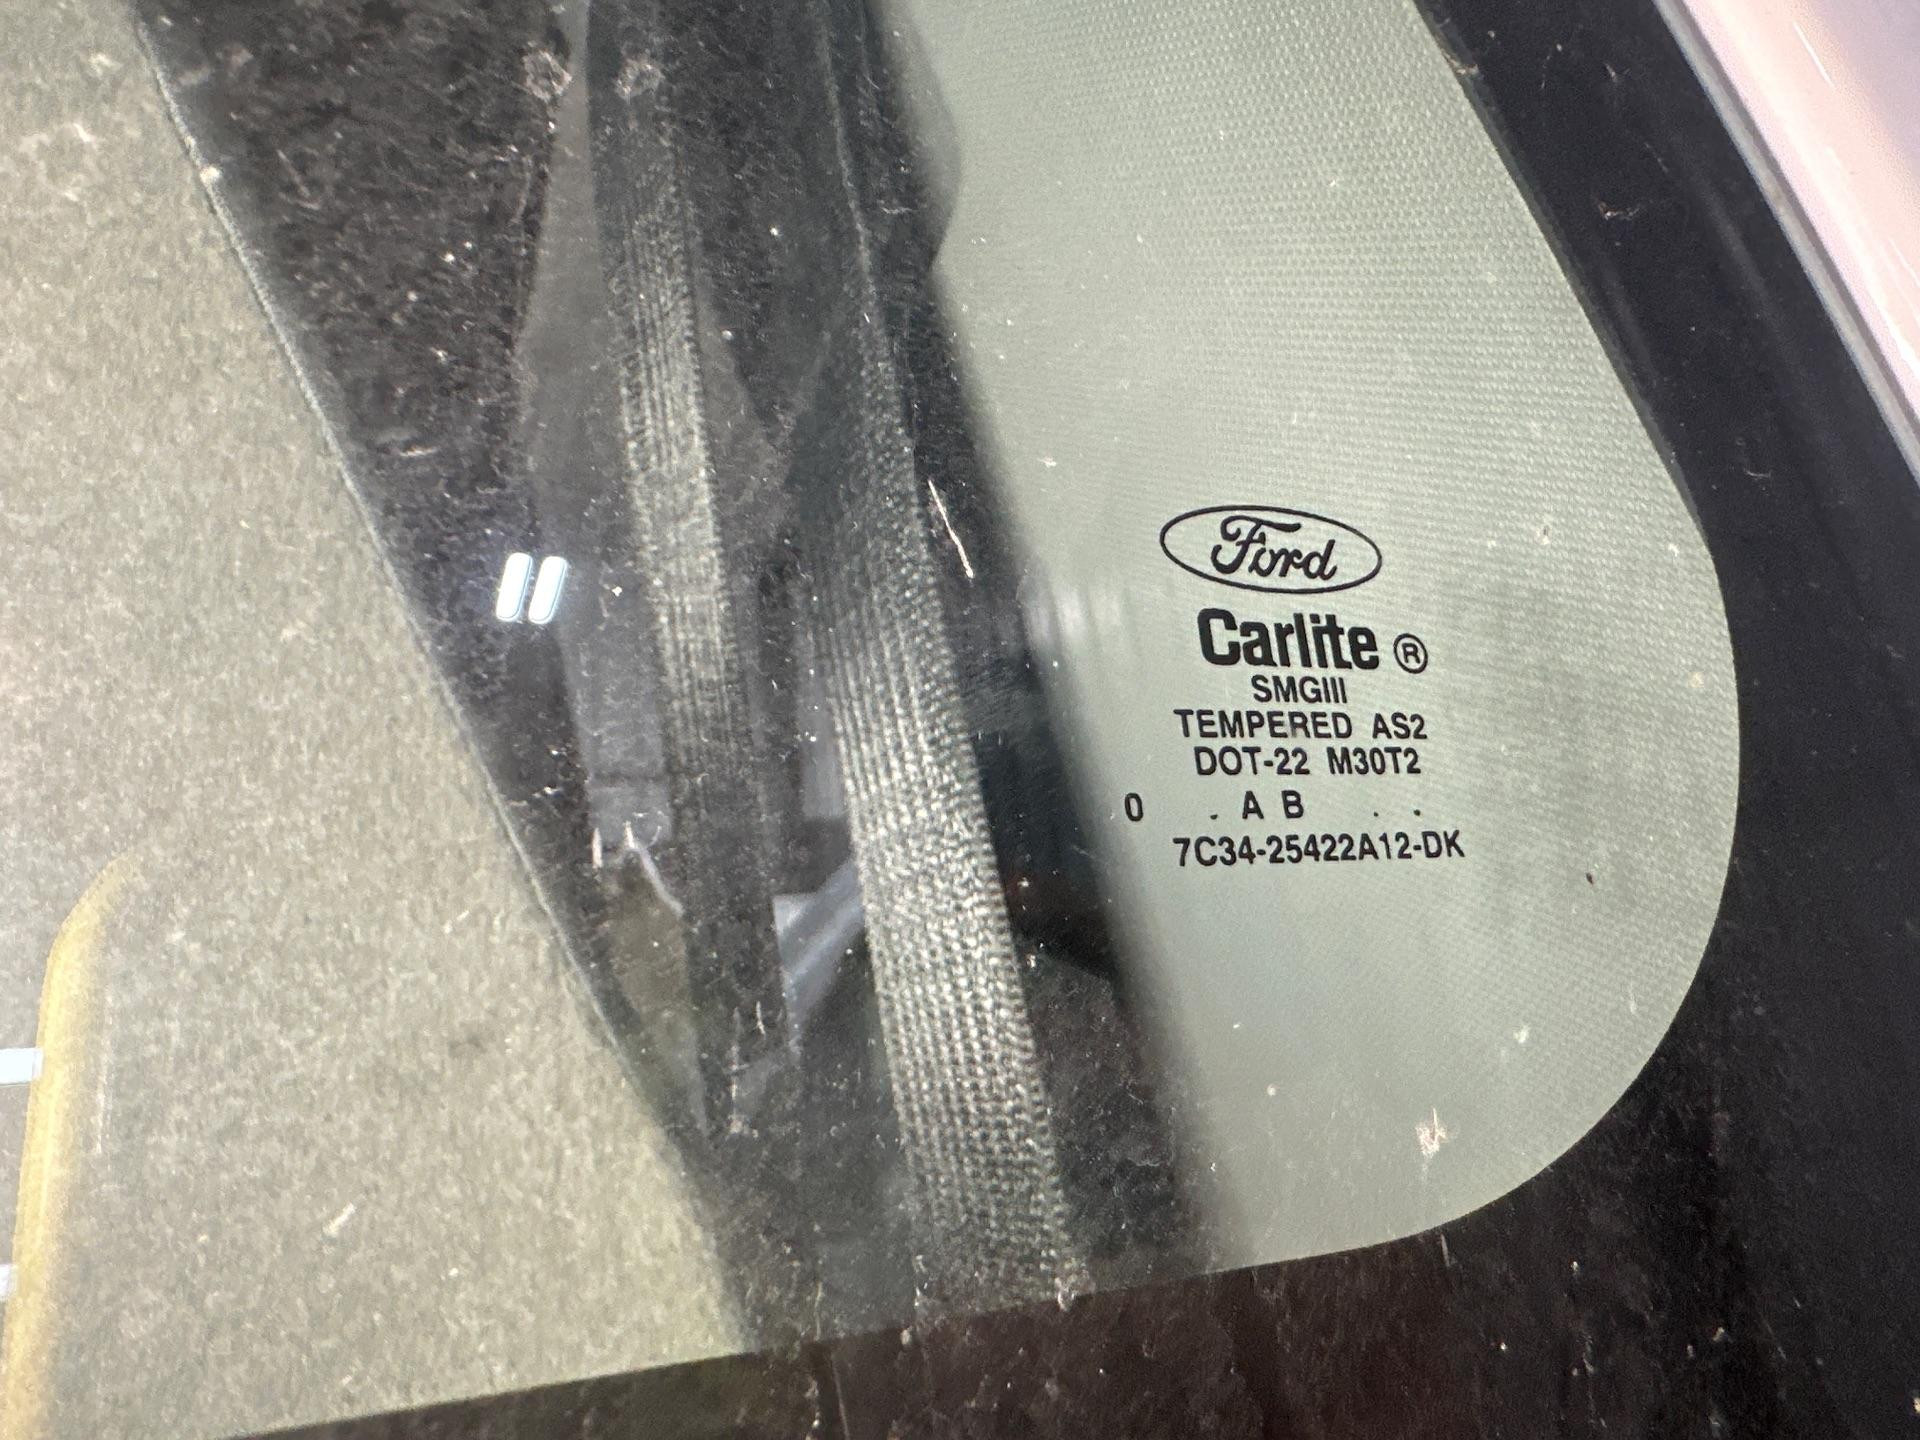 Ford
Carlite ®
SMGIII
TEMPERED AS2
DOT-22 M30T2
0 . A B . .
7C34-25422A12-DK